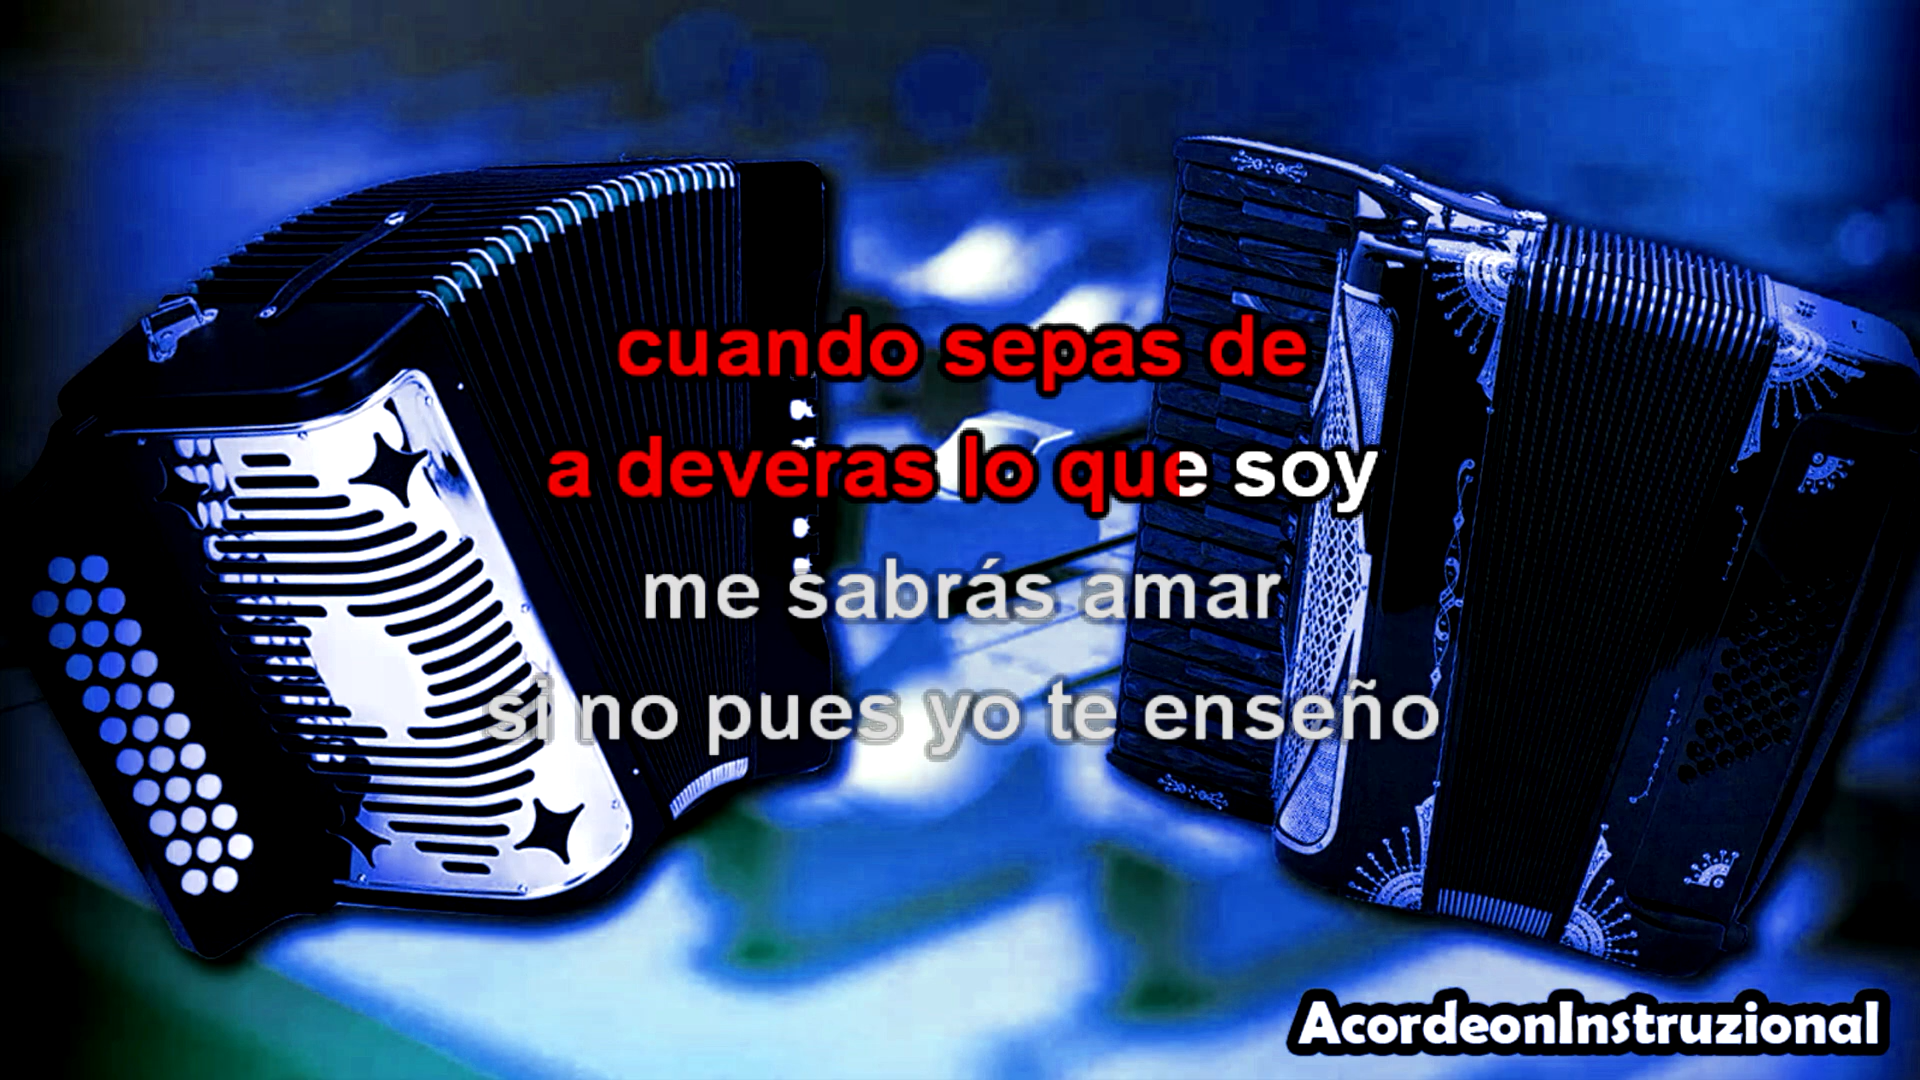 cuando sepas de
a deveras lo que soy
me sabrás amar
si no pues yo te enseño
AcordeonInstruzional